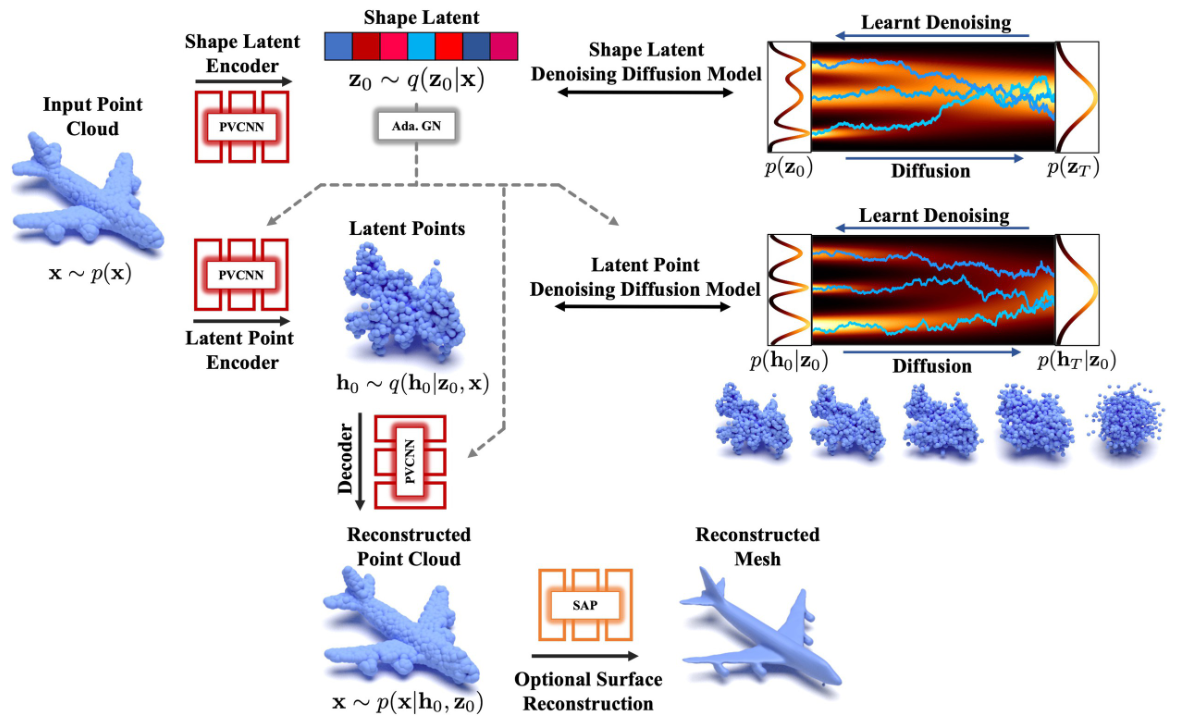 Input Point
Cloud
x ∼ p(x)
Shape Latent
Encoder
PVCNN
Shape Latent
z₀ ∼ q(z₀|x)
Ada. GN
Shape Latent
Denoising Diffusion Model
Learnt Denoising
p(z₀)
Diffusion
p(z_T)
PVCNN
Latent Point
Encoder
Latent Points
h₀ ∼ q(h₀|z₀, x)
Latent Point
Denoising Diffusion Model
Learnt Denoising
p(h₀|z₀)
Diffusion
p(h_T|z₀)
Decoder
PVCNN
Reconstructed
Point Cloud
x ∼ p(x|h₀, z₀)
SAP
Optional Surface
Reconstruction
Reconstructed
Mesh